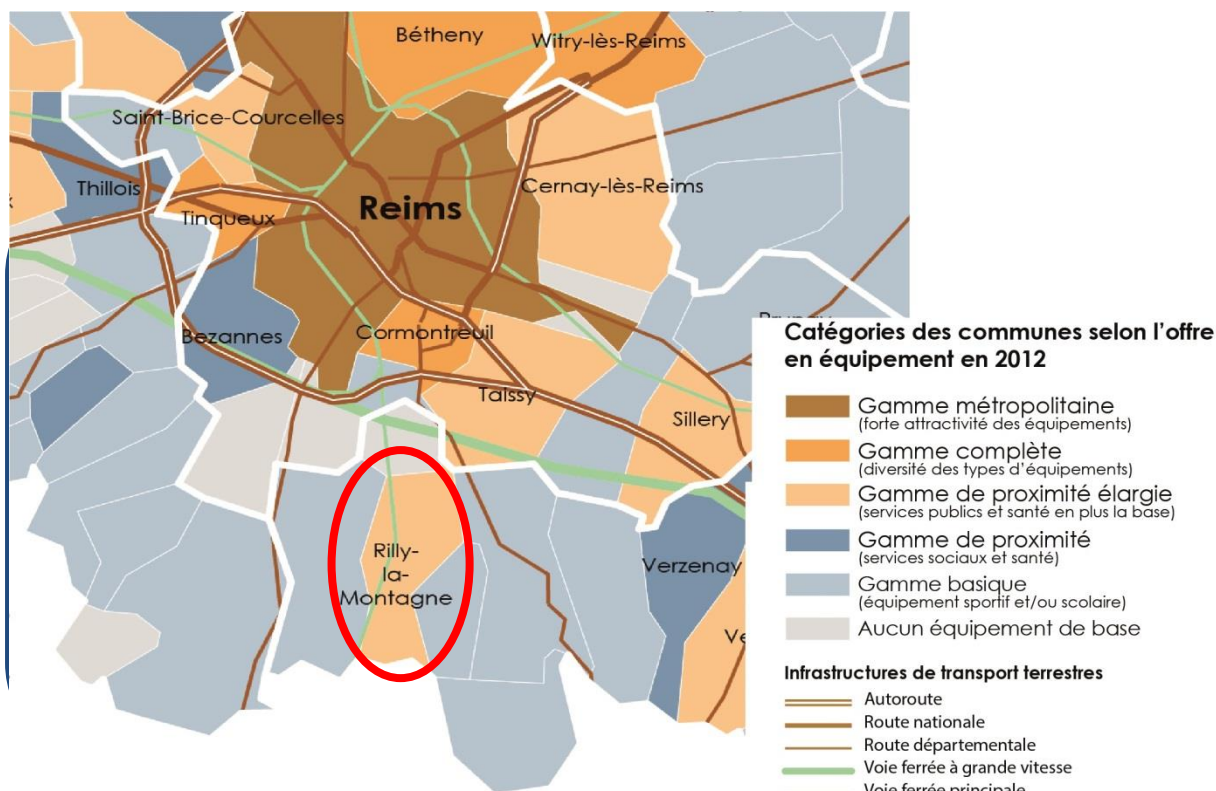 Bétheny
Witry-lès-Reims
Saint-Brice-Courcelles
Thillois
Cernay-lès-Reims
Reims
Tinqueux
Bezannes
Cormontreuil
Taissy
Sillery
Rilly-
la-
Montagne
Verzenay
Catégories des communes selon l'offre
en équipement en 2012
Gamme métropolitaine
(forte attractivité des équipements)
Gamme complète
(diversité des types d'équipements)
Gamme de proximité élargie
(services publics et santé en plus la base)
Gamme de proximité
(services sociaux et santé)
Gamme basique
(équipement sportif et/ou scolaire)
Aucun équipement de base
Infrastructures de transport terrestres
Autoroute
Route nationale
Route départementale
Voie ferrée à grande vitesse
Voie ferrée principale